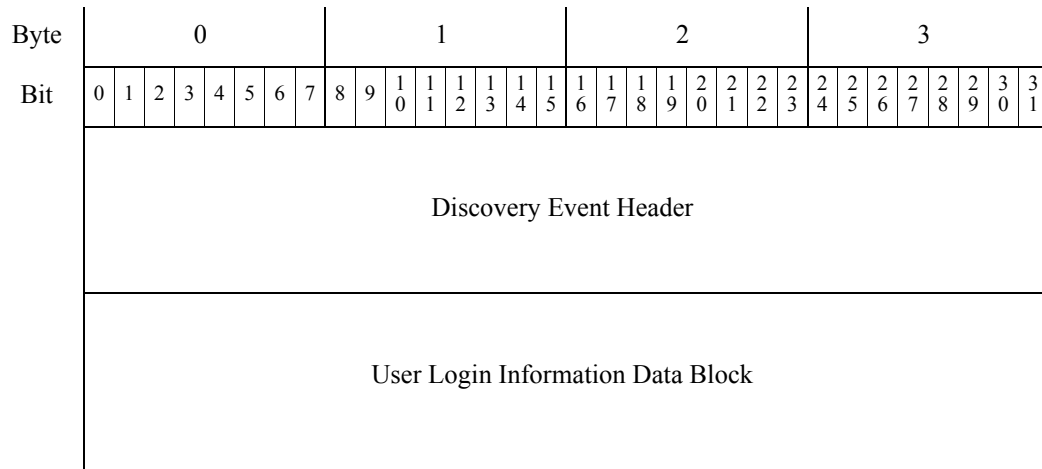 Byte 0 1 2 3
Bit 0 1 2 3 4 5 6 7 8 9 10 11 12 13 14 15 16 17 18 19 20 21 22 23 24 25 26 27 28 29 30 31
Discovery Event Header
User Login Information Data Block